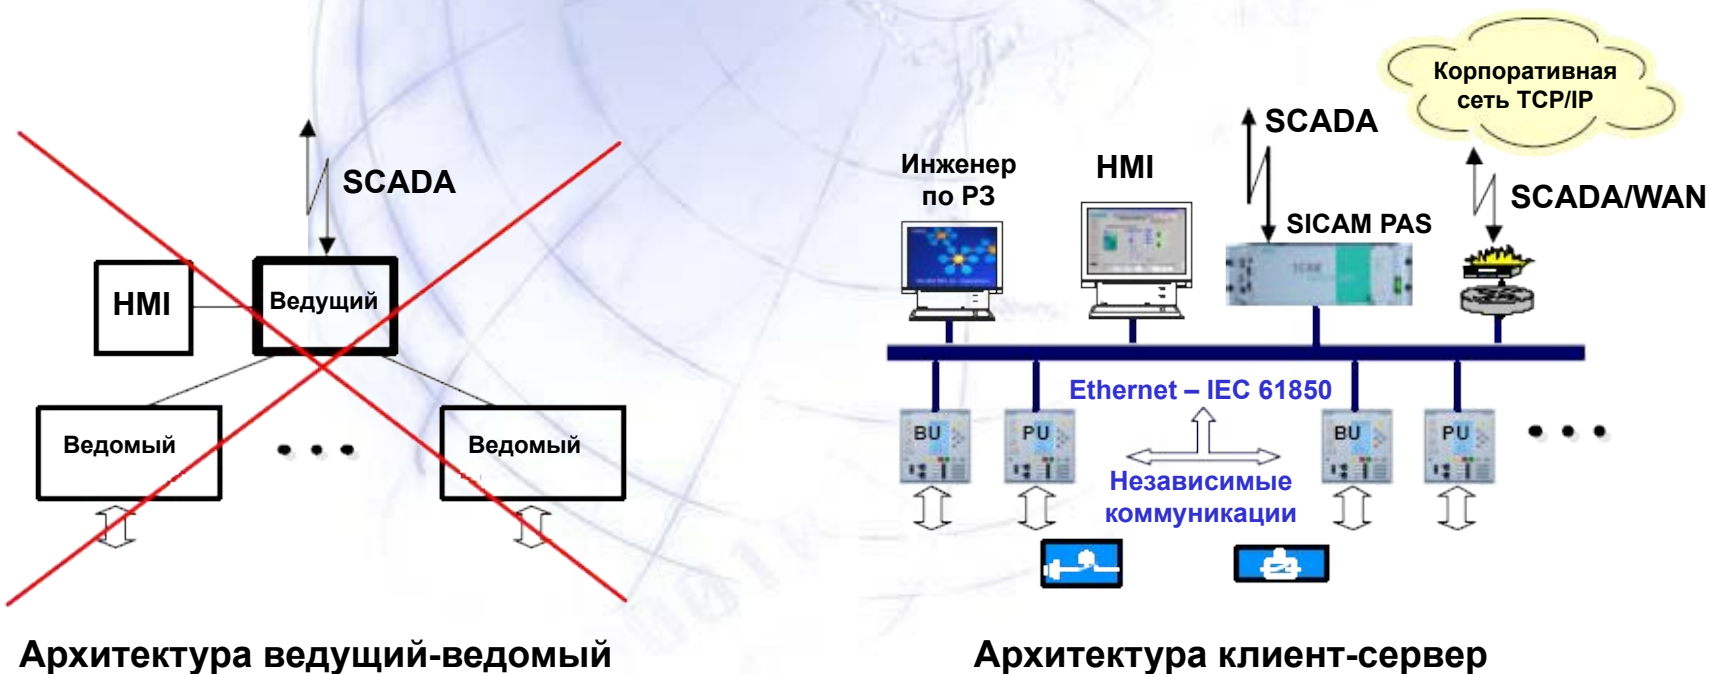 SCADA
HMI
Ведущий
Ведомый
Ведомый
Архитектура ведущий-ведомый
Корпоративная
сеть TCP/IP
SCADA
Инженер
по РЗ
HMI
SCADA/WAN
SICAM PAS
Ethernet – IEC 61850
BU
PU
BU
PU
Независимые
коммуникации
Архитектура клиент-сервер